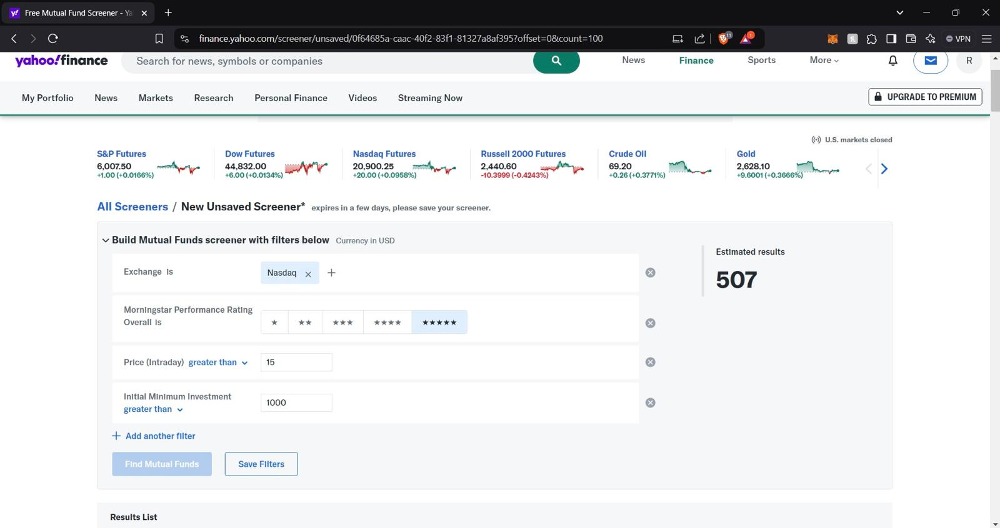 Free Mutual Fund Screener - Ya
finance.yahoo.com/screener/unsaved/0f64685a-caac-40f2-83f1-81327a8af395?offset=0&count=100
11
1
VPN
yahoo!finance
Search for news, symbols or companies
News
Finance
Sports
More
R
My Portfolio
News
Markets
Research
Personal Finance
Videos
Streaming Now
UPGRADE TO PREMIUM
U.S. markets closed
S&P Futures
6,007.50
+1.00 (+0.0166%)
Dow Futures
44,832.00
+6.00 (+0.0134%)
Nasdaq Futures
20,900.25
+20.00 (+0.0958%)
Russell 2000 Futures
2,440.60
-10.3999 (-0.4243%)
Crude Oil
69.20
+0.26 (+0.3771%)
Gold
2,628.10
+9.6001 (+0.3666%)
All Screeners / New Unsaved Screener* expires in a few days, please save your screener.
Build Mutual Funds screener with filters below Currency in USD
Exchange Is
Nasdaq
Morningstar Performance Rating
Overall Is
★
★★
★★★
★★★★
★★★★★
Price (Intraday) greater than
15
Initial Minimum Investment
greater than
1000
Add another filter
Find Mutual Funds
Save Filters
Estimated results
507
Results List